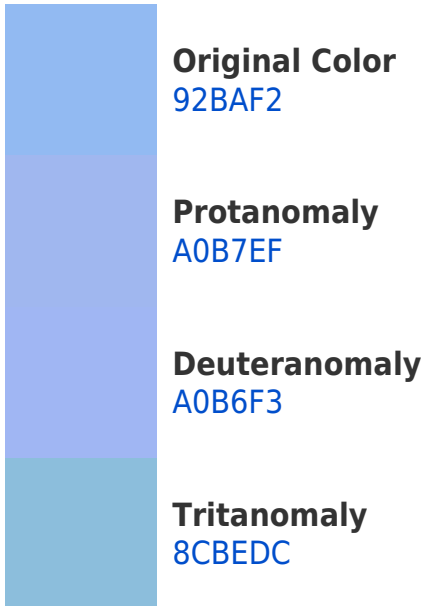 Original Color
92BAF2
Protanomaly
A0B7EF
Deuteranomaly
A0B6F3
Tritanomaly
8CBEDC